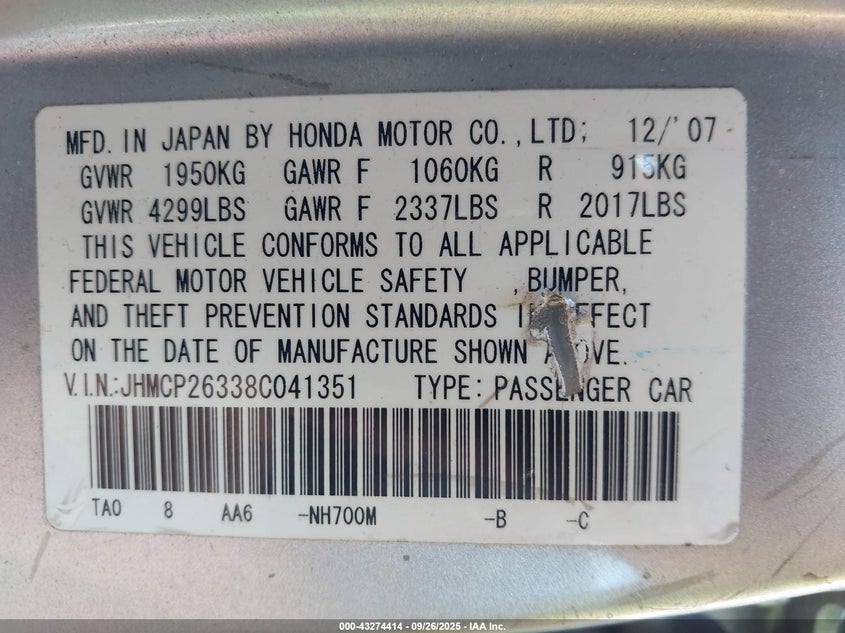 MFD. IN JAPAN BY HONDA MOTOR CO., LTD; 12/'07
GVWR 1950KG GAWR F 1060KG R 915KG
GVWR 4299LBS GAWR F 2337LBS R 2017LBS
THIS VEHICLE CONFORMS TO ALL APPLICABLE
FEDERAL MOTOR VEHICLE SAFETY , BUMPER,
AND THEFT PREVENTION STANDARDS
ON THE DATE OF MANUFACTURE SHOWN
V.I.N.:JHMCP26338C041351 TYPE: PASSENGER CAR
TA0 8 AA6 -NH700M -B -C
000-43274414 - 09/26/2025 - IAA Inc.